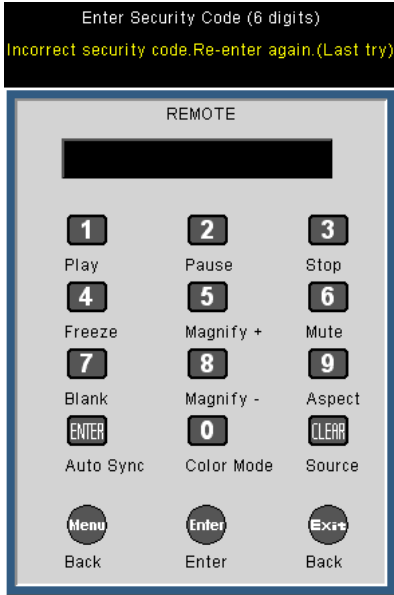 Enter Security Code (6 digits)
Incorrect security code.Re-enter again.(Last try)
REMOTE
1 2 3
Play Pause Stop
4 5 6
Freeze Magnify + Mute
7 8 9
Blank Magnify - Aspect
ENTER 0 CLEAR
Auto Sync Color Mode Source
Menu Enter Exit
Back Enter Back